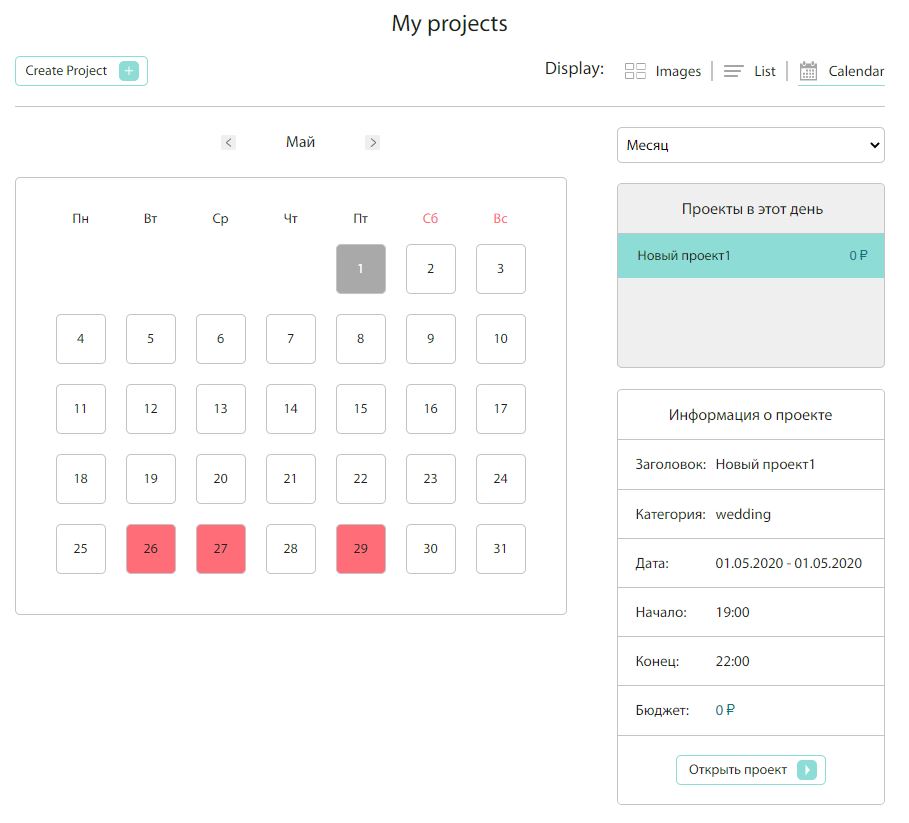 My projects
Create Project +
Display: Images | List | Calendar
< Май >
Пн Вт Ср Чт Пт Сб Вс
1 2 3
4 5 6 7 8 9 10
11 12 13 14 15 16 17
18 19 20 21 22 23 24
25 26 27 28 29 30 31
Месяц
Проекты в этот день
Новый проект1 0 ₽
Информация о проекте
Заголовок: Новый проект1
Категория: wedding
Дата: 01.05.2020 - 01.05.2020
Начало: 19:00
Конец: 22:00
Бюджет: 0 ₽
Открыть проект